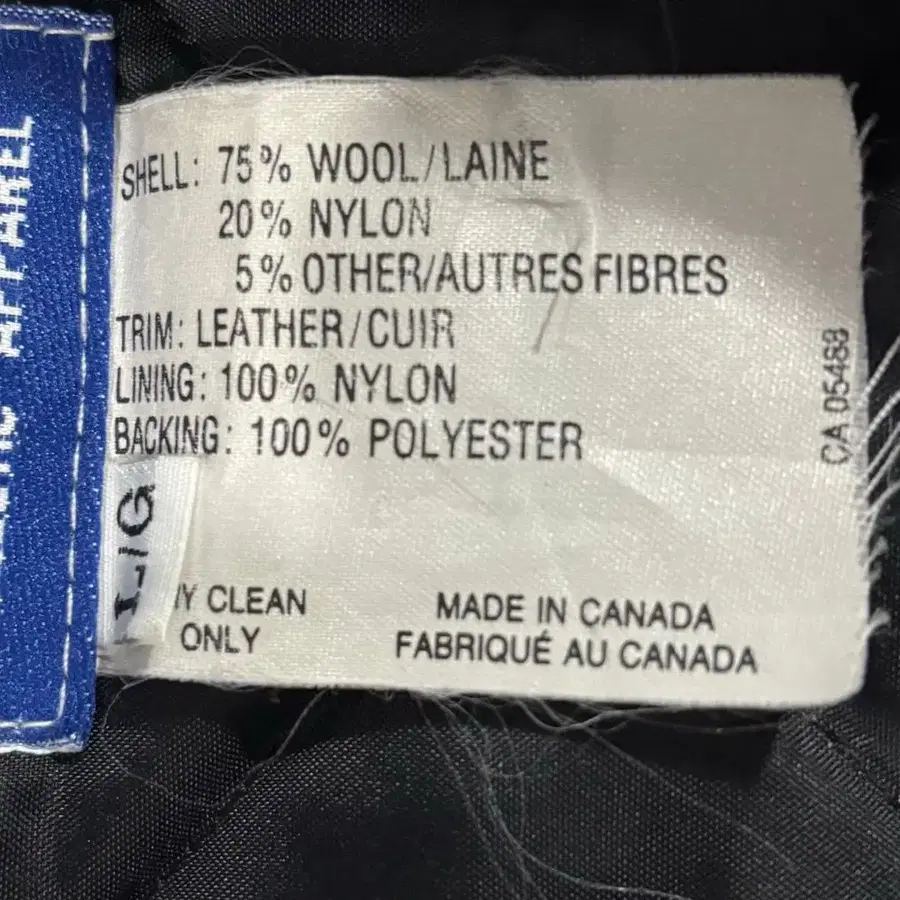 SHELL: 75% WOOL/LAINE
20% NYLON
5% OTHER/AUTRES FIBRES
TRIM: LEATHER/CUIR
LINING: 100% NYLON
BACKING: 100% POLYESTER
CLEAN
ONLY
MADE IN CANADA
FABRIQUÉ AU CANADA
CA 05488
L/G
APPAREL